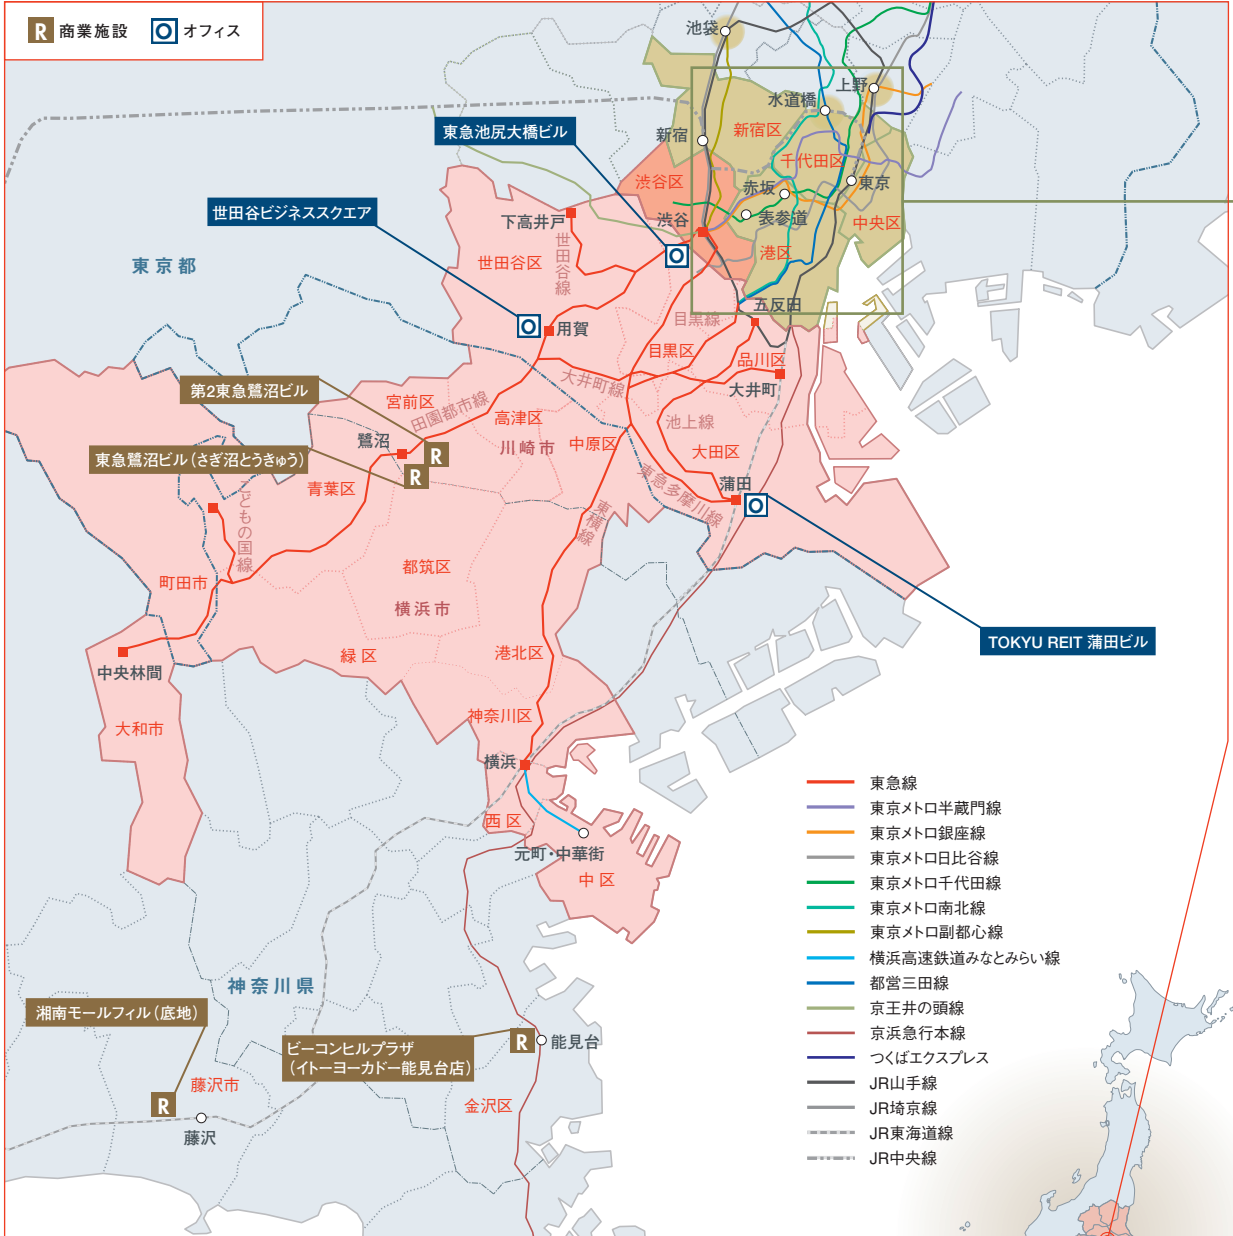 R 商業施設 O オフィス
池袋
上野
水道橋
新宿
新宿区
千代田区
東急池尻大橋ビル
渋谷区
赤坂
東京
渋谷
表参道
中央区
港区
世田谷ビジネススクエア
下高井戸
世田谷線
世田谷区
東京都
五反田
目黒線
用賀
目黒区
品川区
大井町線
大井町
第2東急鷺沼ビル
宮前区
田園都市線
高津区
池上線
鷺沼
川崎市
中原区
大田区
東急鷺沼ビル（さぎ沼とうきゅう）
R
R
青葉区
蒲田
東急多摩川線
こどもの国線
東横線
都筑区
町田市
横浜市
TOKYU REIT 蒲田ビル
緑区
港北区
中央林間
大和市
神奈川区
横浜
西区
元町・中華街
中区
東急線
東京メトロ半蔵門線
東京メトロ銀座線
東京メトロ日比谷線
東京メトロ千代田線
東京メトロ南北線
東京メトロ副都心線
横浜高速鉄道みなとみらい線
都営三田線
京王井の頭線
京浜急行本線
つくばエクスプレス
JR山手線
JR埼京線
JR東海道線
JR中央線
神奈川県
湘南モールフィル（底地）
ビーコンヒルプラザ
（イトーヨーカドー能見台店）
R
能見台
藤沢市
R
金沢区
藤沢